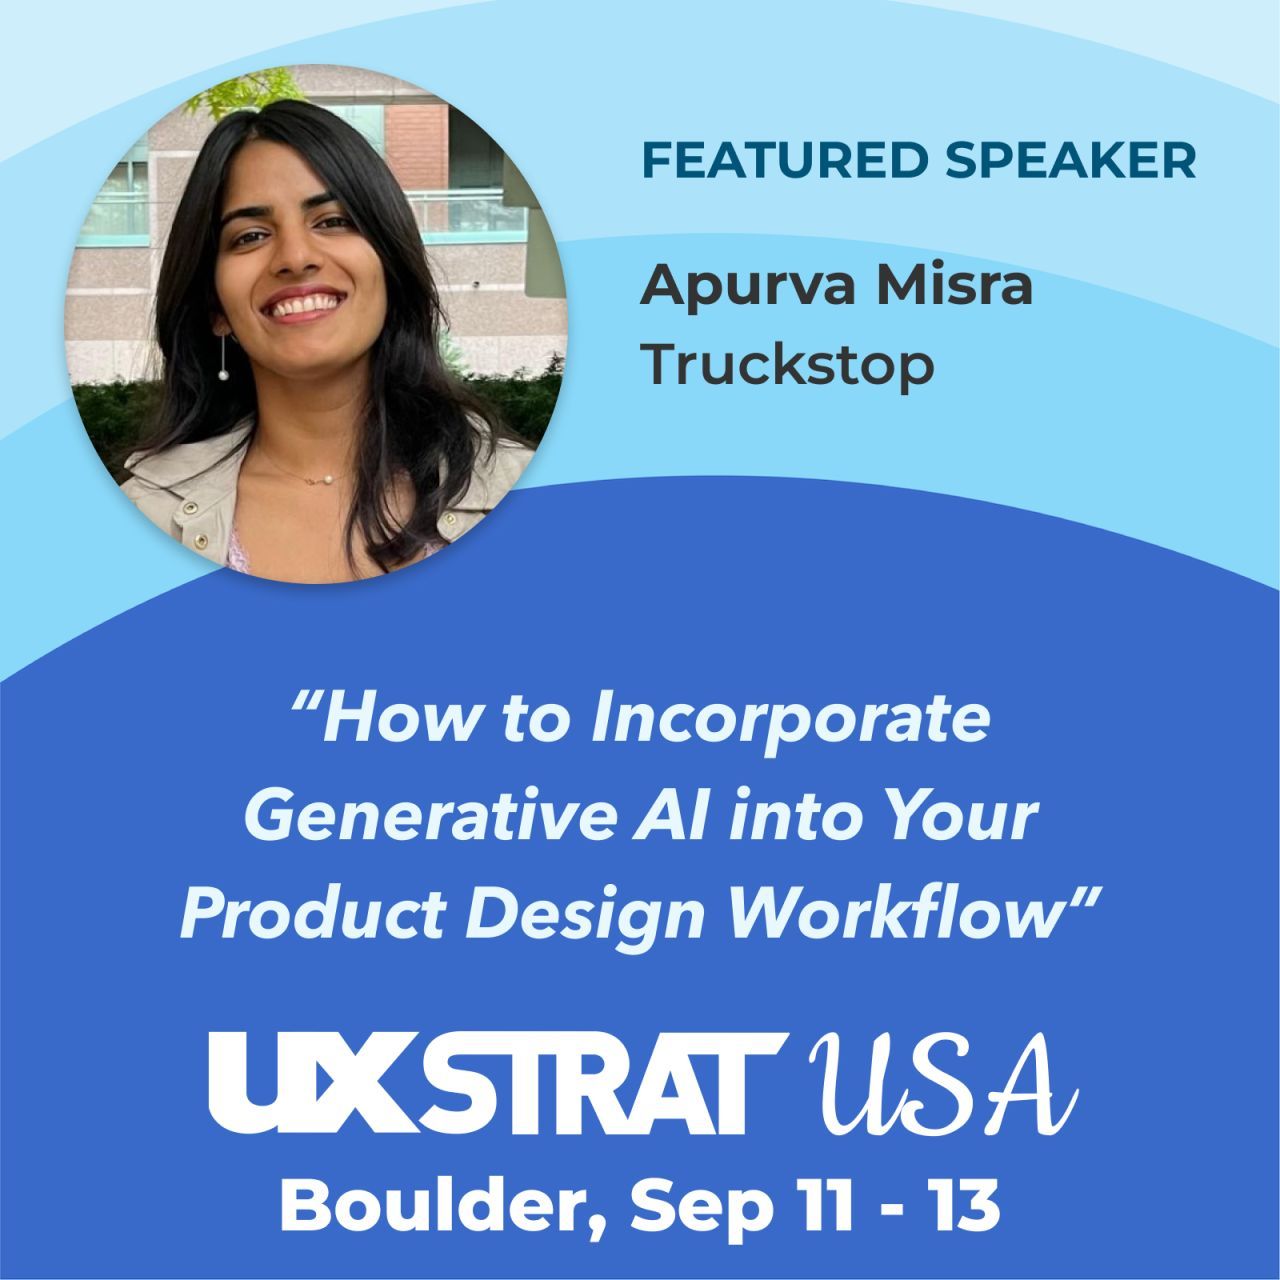 FEATURED SPEAKER
Apurva Misra
Truckstop
“How to Incorporate
Generative AI into Your
Product Design Workflow”
UXSTRAT USA
Boulder, Sep 11 - 13